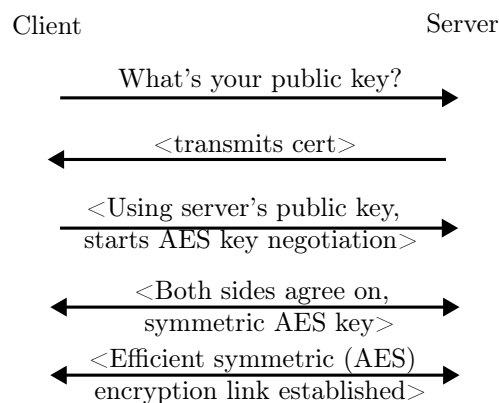 Client
Server
What's your public key?
<transmits cert>
<Using server's public key,
starts AES key negotiation>
<Both sides agree on,
symmetric AES key>
<Efficient symmetric (AES)
encryption link established>